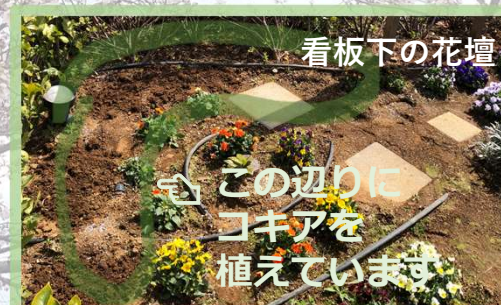 看板下の花壇
この辺りに
コキアを
植えています